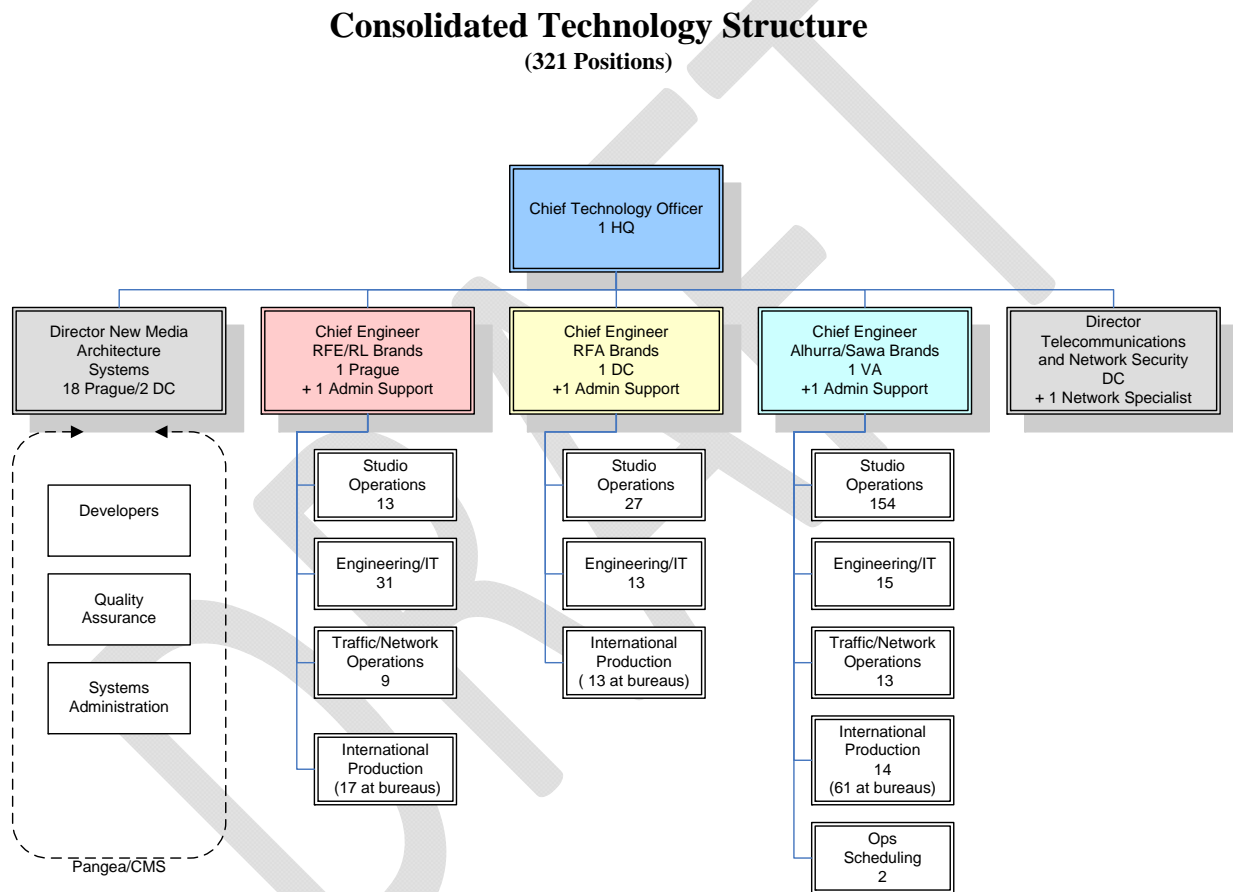 Consolidated Technology Structure
(321 Positions)
Chief Technology Officer
1 HQ
Director New Media
Architecture
Systems
18 Prague/2 DC
Chief Engineer
RFE/RL Brands
1 Prague
+ 1 Admin Support
Chief Engineer
RFA Brands
1 DC
+1 Admin Support
Chief Engineer
Alhurra/Sawa Brands
1 VA
+1 Admin Support
Director
Telecommunications
and Network Security
DC
+ 1 Network Specialist
Developers
Quality
Assurance
Systems
Administration
Pangea/CMS
Studio
Operations
13
Engineering/IT
31
Traffic/Network
Operations
9
International
Production
(17 at bureaus)
Studio
Operations
27
Engineering/IT
13
International
Production
( 13 at bureaus)
Studio
Operations
154
Engineering/IT
15
Traffic/Network
Operations
13
International
Production
14
(61 at bureaus)
Ops
Scheduling
2
DRAFT